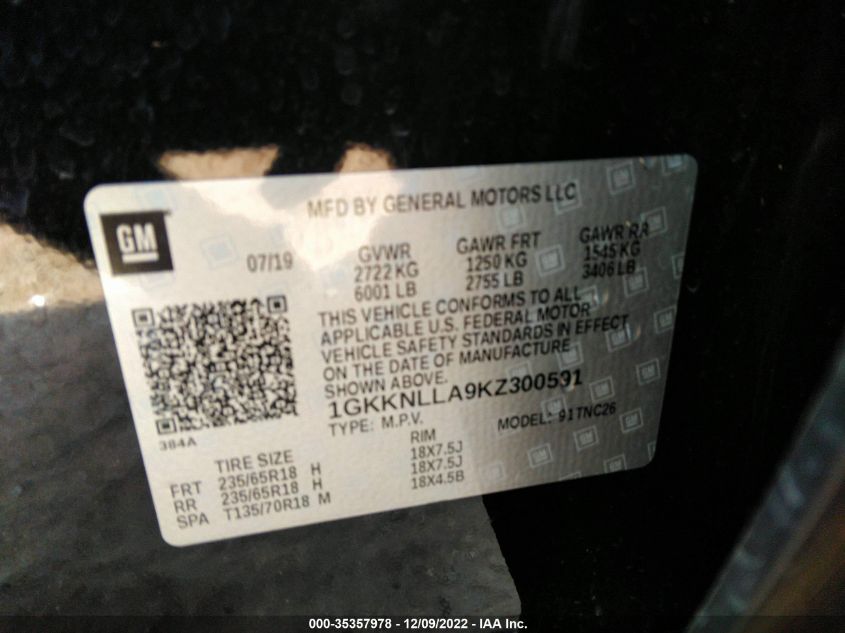 MFD BY GENERAL MOTORS LLC
GM
07/19
GVWR GAWR FRT GAWR RR
2722 KG 1250 KG 1545 KG
6001 LB 2755 LB 3406 LB
THIS VEHICLE CONFORMS TO ALL
APPLICABLE U.S. FEDERAL MOTOR
VEHICLE SAFETY STANDARDS IN EFFECT
ON THE DATE OF MANUFACTURE
SHOWN ABOVE.
1GKKNLLA9KZ300591
TYPE: M.P.V. MODEL: 91TNC26
384A
TIRE SIZE RIM
FRT 235/65R18 H 18X7.5J
RR 235/65R18 H 18X7.5J
SPA T135/70R18 M 18X4.5B
000-35357978 - 12/09/2022 - IAA Inc.